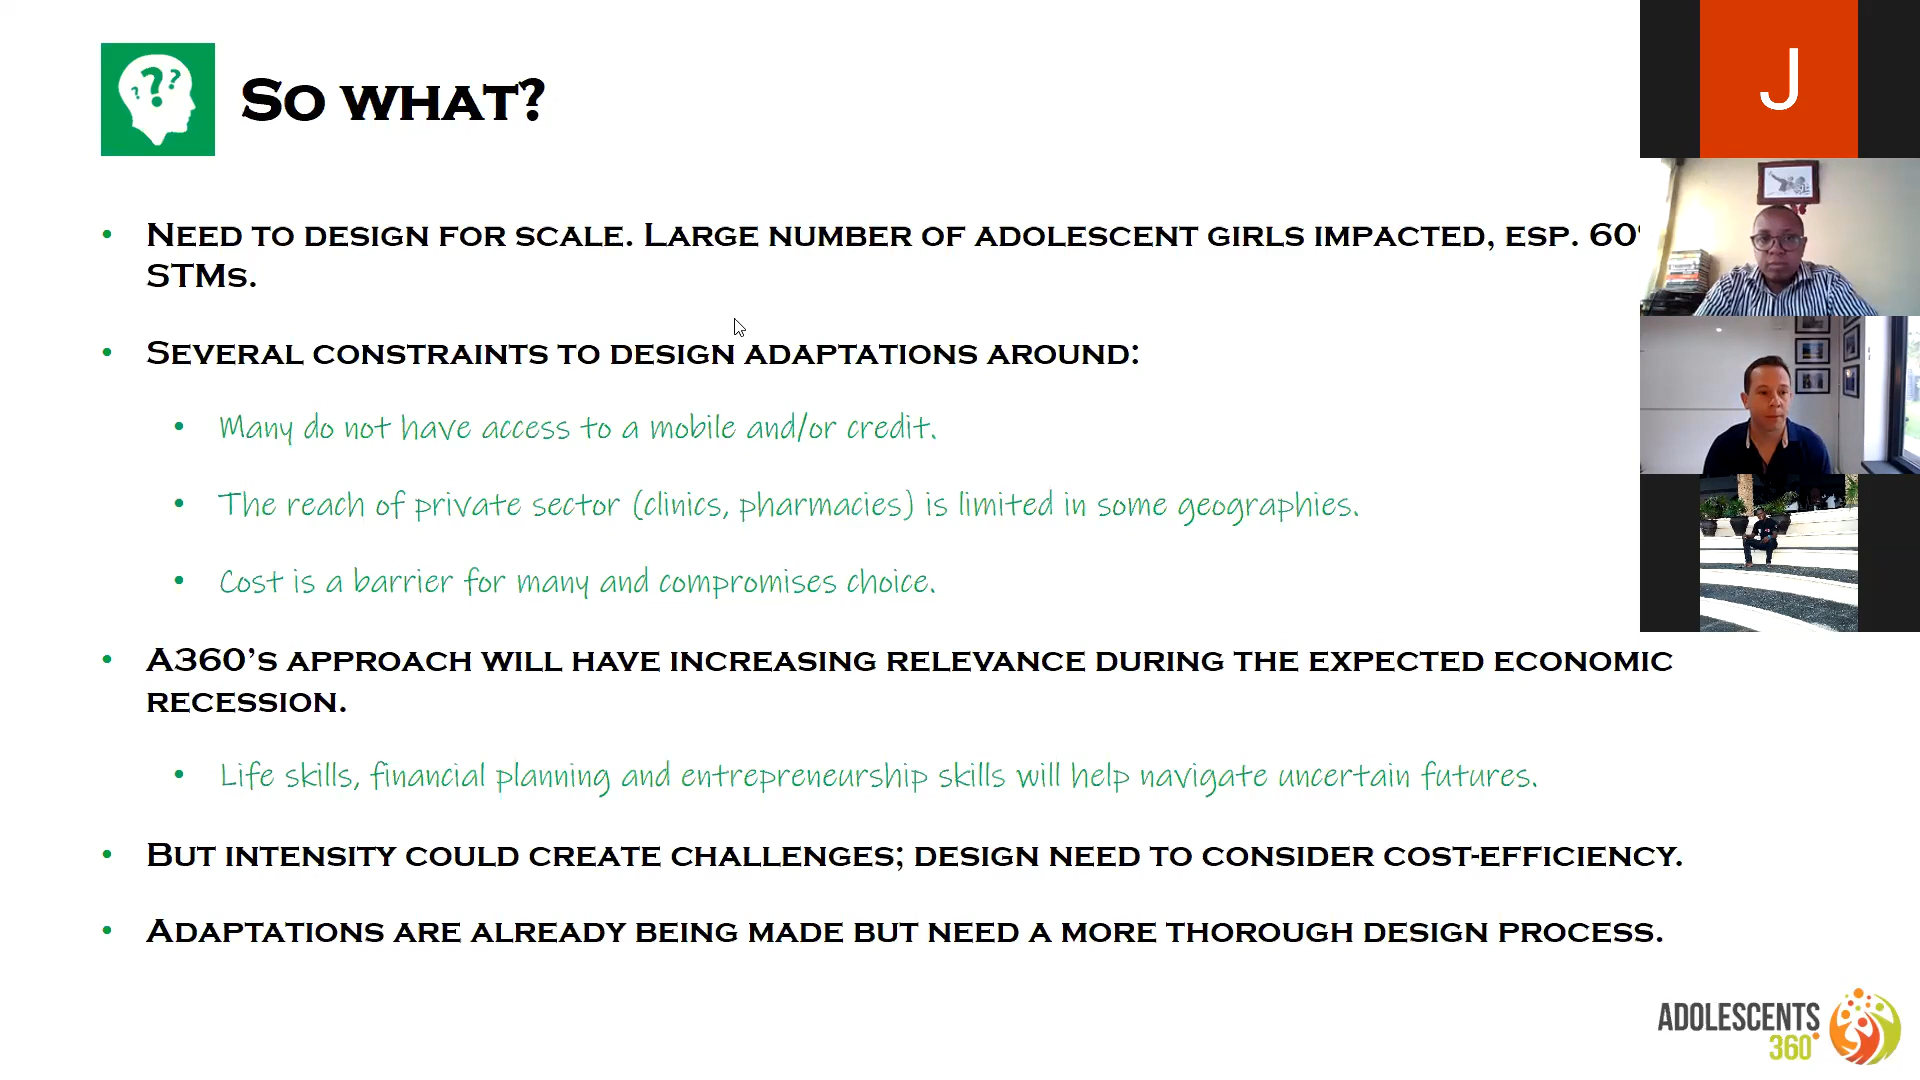 So what?
J
• Need to design for scale. Large number of adolescent girls impacted, esp. 60
STMs.
• Several constraints to design adaptations around:
• Many do not have access to a mobile and/or credit.
• The reach of private sector (clinics, pharmacies) is limited in some geographies.
• Cost is a barrier for many and compromises choice.
• A360’s approach will have increasing relevance during the expected economic
recession.
• Life skills, financial planning and entrepreneurship skills will help navigate uncertain futures.
• But intensity could create challenges; design need to consider cost-efficiency.
• Adaptations are already being made but need a more thorough design process.
ADOLESCENTS
360